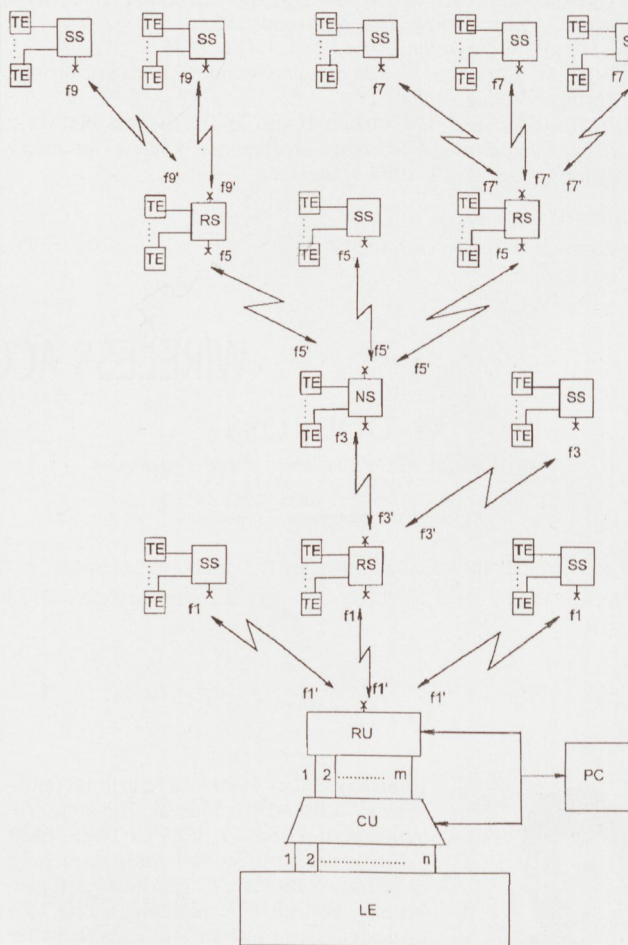 TE SS TE SS TE SS TE SS TE S
TE TE TE TE TE
f9 f9 f7 f7 f7
f9' f9' f7' f7' f7'
TE RS TE SS TE RS
TE TE TE
f5 f5 f5
f5' f5' f5'
TE NS TE SS
TE TE
f3 f3
f3' f3'
TE SS TE RS TE SS
TE TE TE
f1 f1 f1
f1' f1' f1'
RU
1 2 m PC
CU
1 2 n
LE